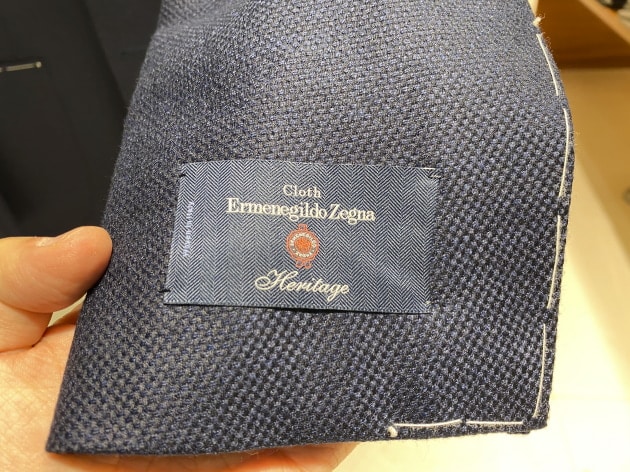 Cloth
Ermenegildo Zegna
Heritage